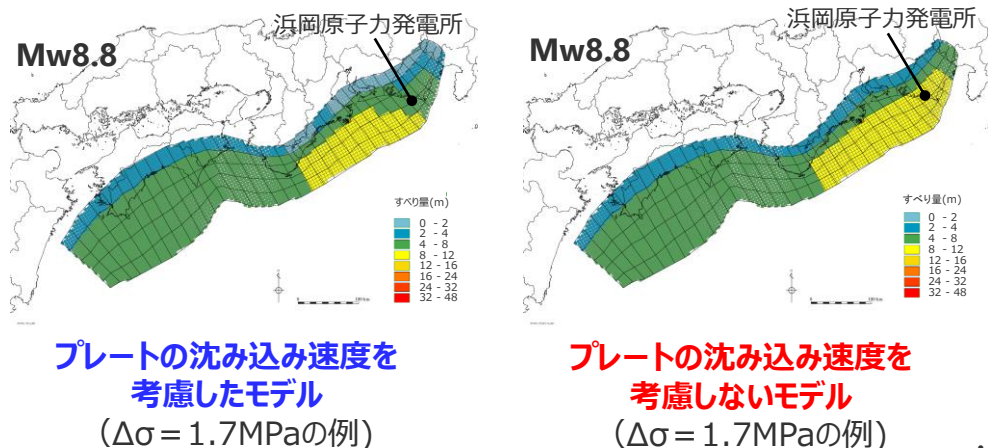 浜岡原子力発電所
Mw8.8
すべり量(m)
0 - 2
2 - 4
4 - 8
8 - 12
12 - 16
16 - 24
24 - 32
32 - 48
プレートの沈み込み速度を
考慮したモデル
(Δσ=1.7MPaの例)
浜岡原子力発電所
Mw8.8
すべり量(m)
0 - 2
2 - 4
4 - 8
8 - 12
12 - 16
16 - 24
24 - 32
32 - 48
プレートの沈み込み速度を
考慮しないモデル
(Δσ=1.7MPaの例)